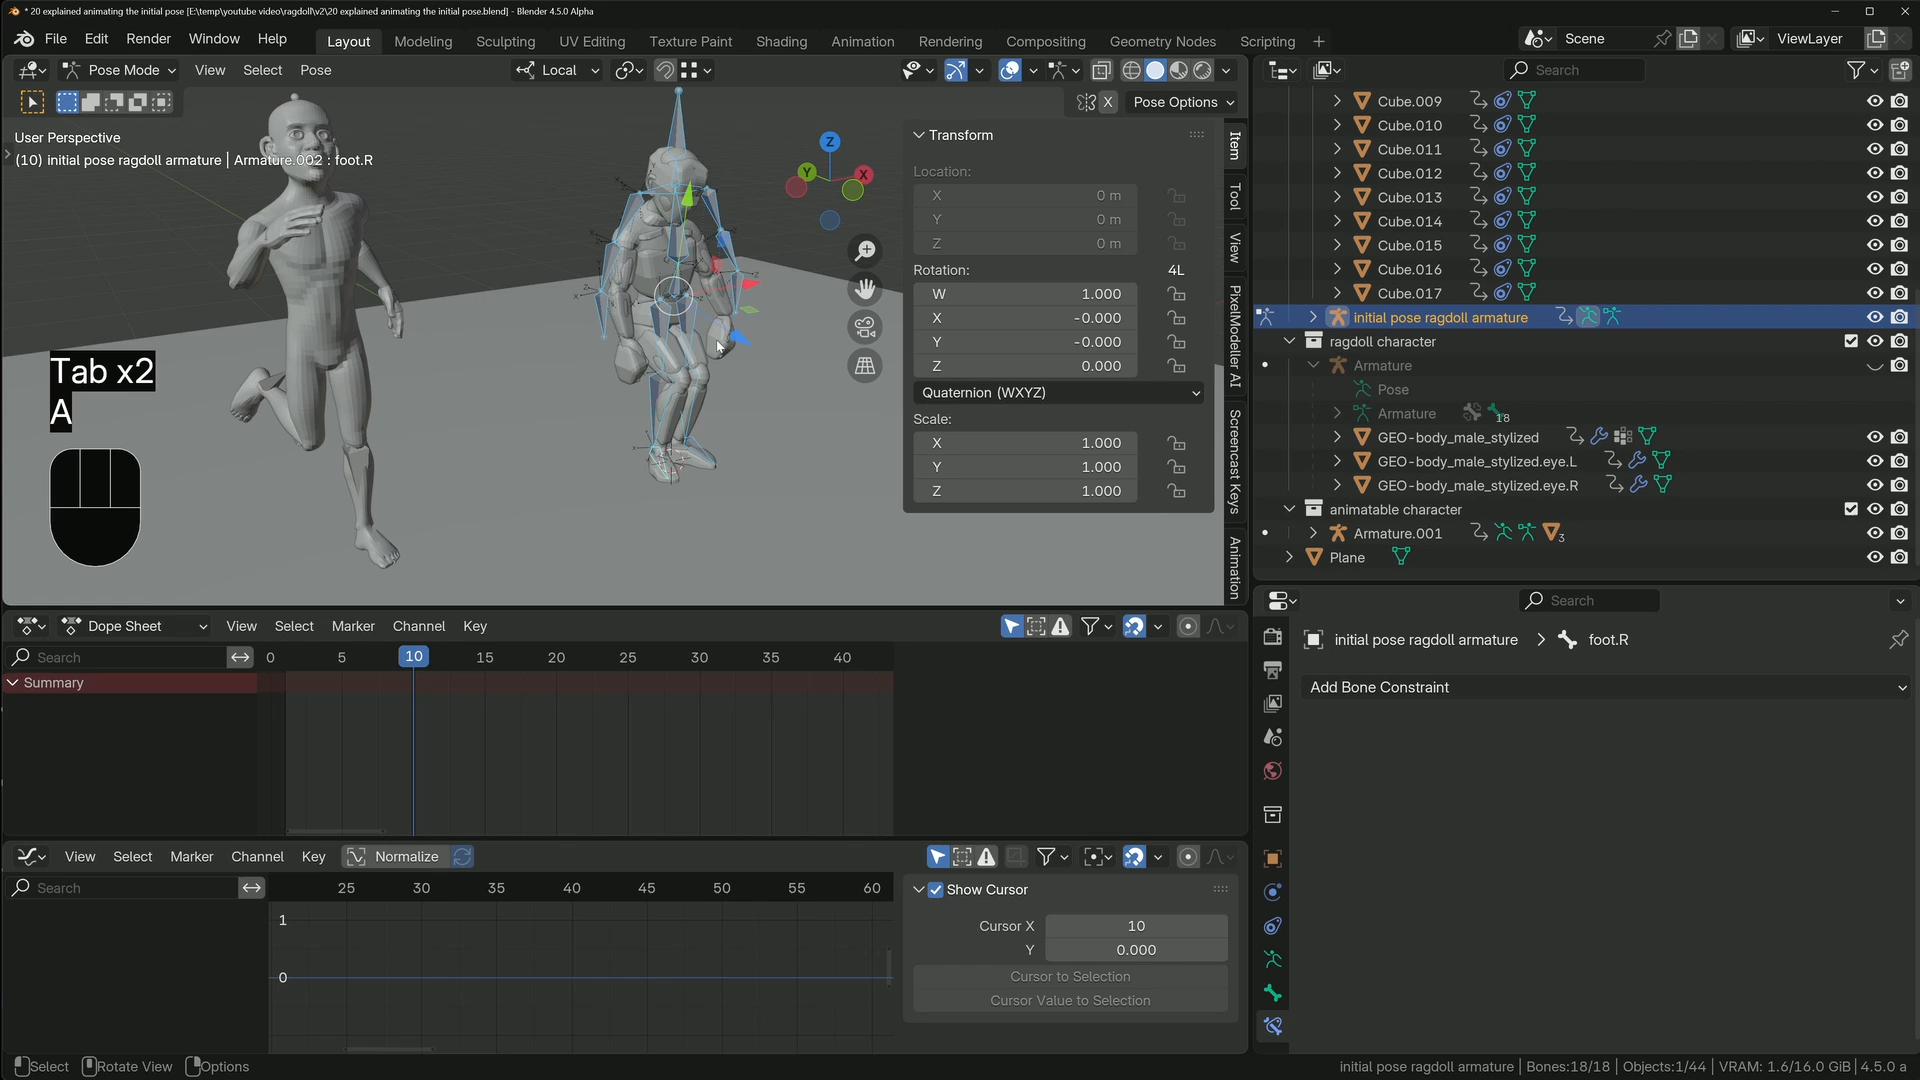 * 20 explained animating the initial pose [E:\temp\youtube video\ragdoll\v2\20 explained animating the initial pose.blend] - Blender 4.5.0 Alpha
File Edit Render Window Help
Layout Modeling Sculpting UV Editing Texture Paint Shading Animation Rendering Compositing Geometry Nodes Scripting +
Scene ViewLayer
Pose Mode View Select Pose Local
Search
X Pose Options
User Perspective
(10) initial pose ragdoll armature | Armature.002 : foot.R
Z
Y
X
Transform
Location:
X 0 m
Y 0 m
Z 0 m
Rotation: 4L
W 1.000
X -0.000
Y -0.000
Z 0.000
Quaternion (WXYZ)
Scale:
X 1.000
Y 1.000
Z 1.000
Item
Tool
View
PixelModeller AI
Screencast Keys
Animation
Tab x2
A
Cube.009
Cube.010
Cube.011
Cube.012
Cube.013
Cube.014
Cube.015
Cube.016
Cube.017
initial pose ragdoll armature
ragdoll character
Armature
Pose
Armature 18
GEO-body_male_stylized
GEO-body_male_stylized.eye.L
GEO-body_male_stylized.eye.R
animatable character
Armature.001 3
Plane
Dope Sheet View Select Marker Channel Key
Search 0 5 10 15 20 25 30 35 40
Summary
View Select Marker Channel Key Normalize
Search 25 30 35 40 45 50 55 60
1
0
Show Cursor
Cursor X 10
Y 0.000
Cursor to Selection
Cursor Value to Selection
Search
initial pose ragdoll armature > foot.R
Add Bone Constraint
Select Rotate View Options
initial pose ragdoll armature | Bones:18/18 | Objects:1/44 | VRAM: 1.6/16.0 GiB | 4.5.0 a